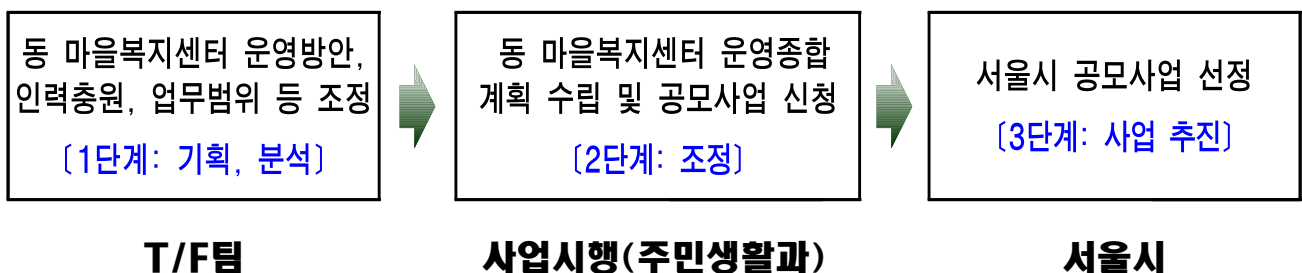 동 마을복지센터 운영방안,
인력충원, 업무범위 등 조정
〔1단계: 기획, 분석〕
동 마을복지센터 운영종합
계획 수립 및 공모사업 신청
〔2단계: 조정〕
서울시 공모사업 선정
〔3단계: 사업 추진〕
T/F팀
사업시행(주민생활과)
서울시